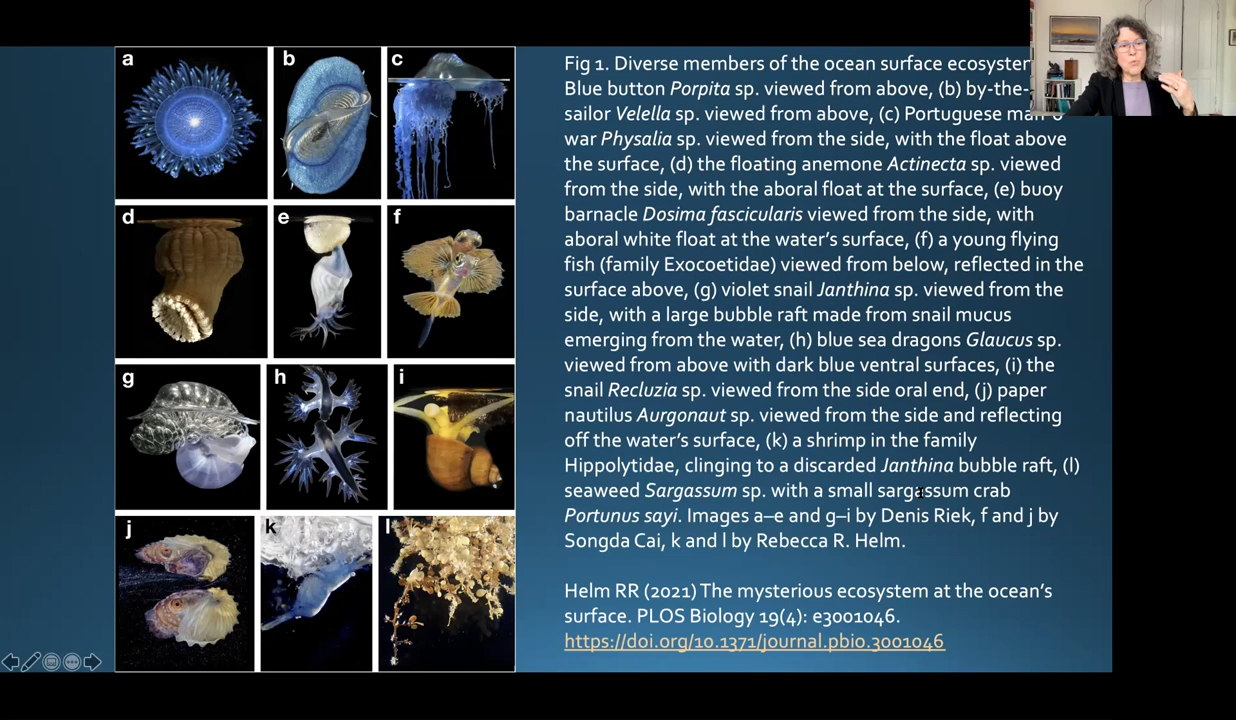 a
b
c
d
e
f
g
h
i
j
k
l
Fig 1. Diverse members of the ocean surface ecosystem
Blue button Porpita sp. viewed from above, (b) by-the-
sailor Velella sp. viewed from above, (c) Portuguese man
war Physalia sp. viewed from the side, with the float above
the surface, (d) the floating anemone Actinecta sp. viewed
from the side, with the aboral float at the surface, (e) buoy
barnacle Dosima fascicularis viewed from the side, with
aboral white float at the water's surface, (f) a young flying
fish (family Exocoetidae) viewed from below, reflected in the
surface above, (g) violet snail Janthina sp. viewed from the
side, with a large bubble raft made from snail mucus
emerging from the water, (h) blue sea dragons Glaucus sp.
viewed from above with dark blue ventral surfaces, (i) the
snail Recluzia sp. viewed from the side oral end, (j) paper
nautilus Aurgonaut sp. viewed from the side and reflecting
off the water's surface, (k) a shrimp in the family
Hippolytidae, clinging to a discarded Janthina bubble raft, (l)
seaweed Sargassum sp. with a small sargassum crab
Portunus sayi. Images a–e and g–i by Denis Riek, f and j by
Songda Cai, k and l by Rebecca R. Helm.
Helm RR (2021) The mysterious ecosystem at the ocean's
surface. PLOS Biology 19(4): e3001046.
https://doi.org/10.1371/journal.pbio.3001046